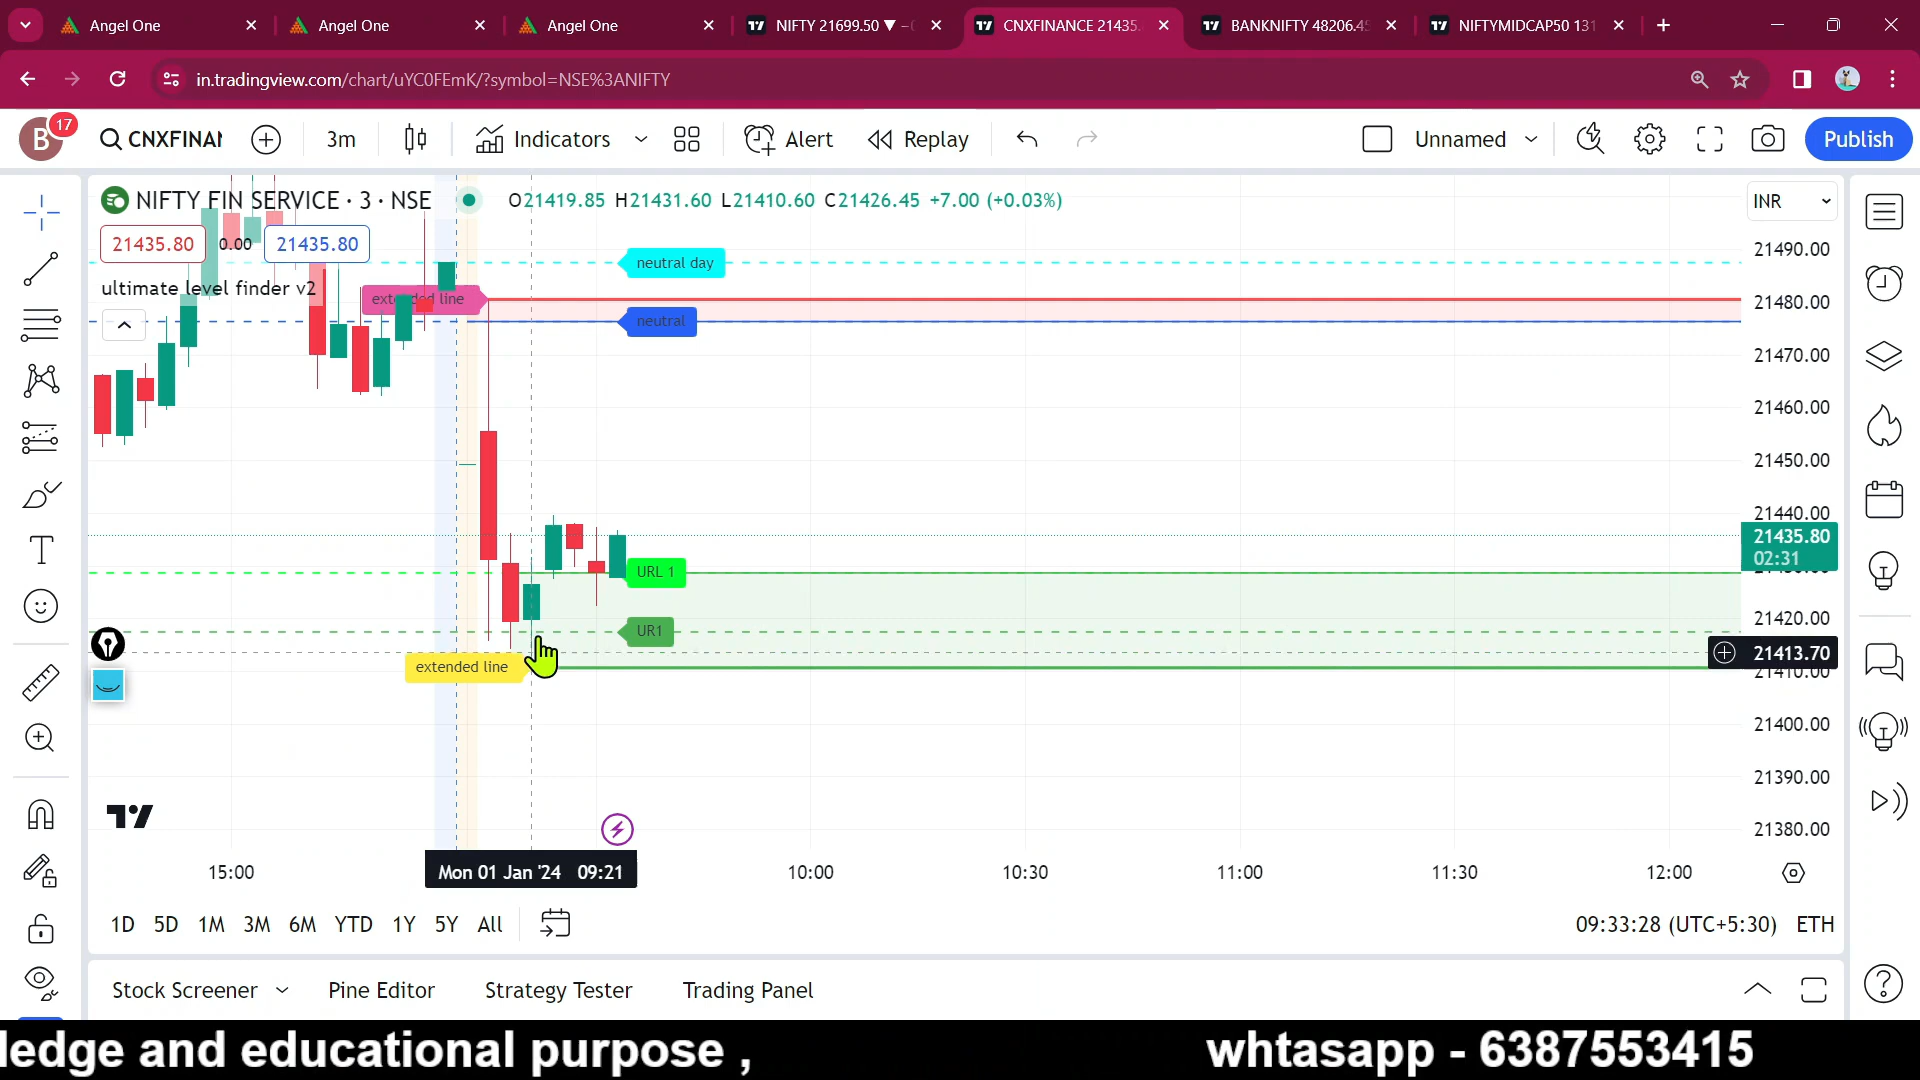 Angel One
Angel One
Angel One
NIFTY 21699.50 ▼
CNXFINANCE 21435.
BANKNIFTY 48206.45
NIFTYMIDCAP50 131
in.tradingview.com/chart/uYC0FEmK/?symbol=NSE%3ANIFTY
B
17
CNXFINAN
3m
Indicators
Alert
Replay
Unnamed
Publish
NIFTY FIN SERVICE · 3 · NSE
O21419.85 H21431.60 L21410.60 C21426.45 +7.00 (+0.03%)
INR
21435.80
0.00
21435.80
ultimate level finder v2
neutral day
extended line
neutral
URL 1
UR1
extended line
21490.00
21480.00
21470.00
21460.00
21450.00
21440.00
21435.80
02:31
21420.00
21413.70
21410.00
21400.00
21390.00
21380.00
15:00
Mon 01 Jan '24 09:21
10:00
10:30
11:00
11:30
12:00
1D 5D 1M 3M 6M YTD 1Y 5Y All
09:33:28 (UTC+5:30) ETH
Stock Screener
Pine Editor
Strategy Tester
Trading Panel
ledge and educational purpose ,
whtasapp - 6387553415